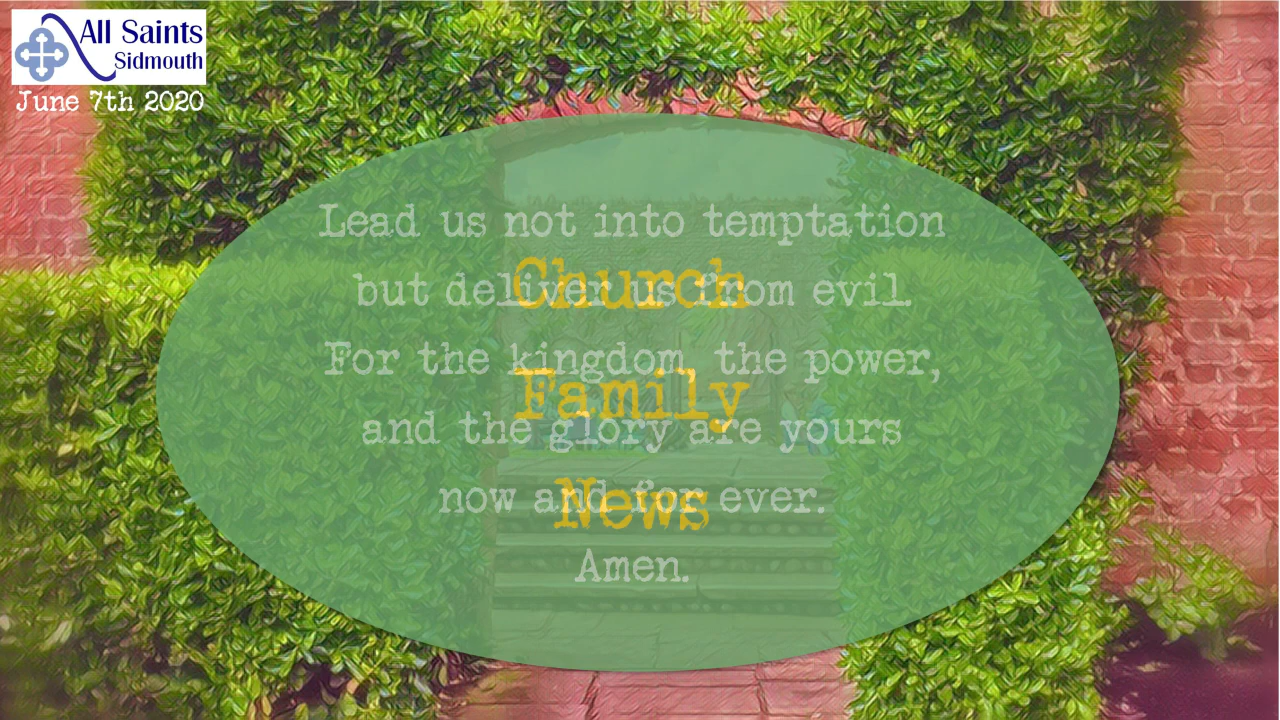 All Saints
Sidmouth
June 7th 2020
Lead us not into temptation
but deliver us from evil.
For the kingdom, the power,
and the glory are yours
now and for ever.
Amen.
Church
Family
News